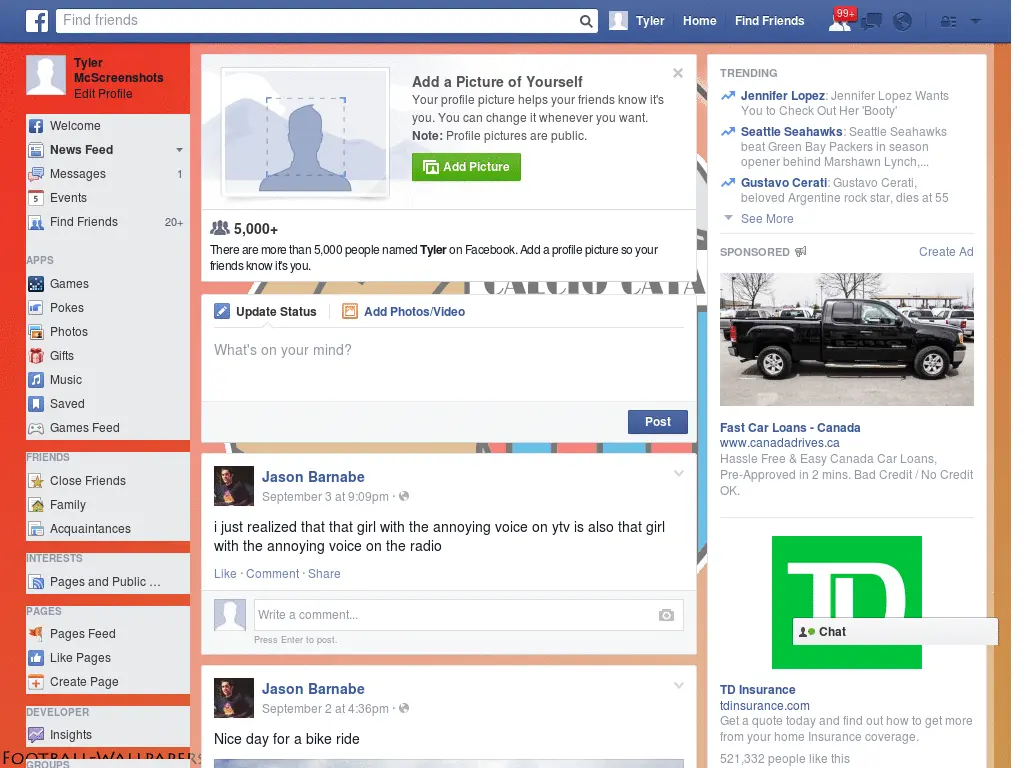 Find friends
Tyler
Home
Find Friends
99+
Tyler
McScreenshots
Edit Profile
Welcome
News Feed
Messages
1
5
Events
Find Friends
20+
APPS
Games
Pokes
Photos
Gifts
Music
Saved
Games Feed
FRIENDS
Close Friends
Family
Acquaintances
INTERESTS
Pages and Public ...
PAGES
Pages Feed
Like Pages
Create Page
DEVELOPER
Insights
Football-Wallpapers
GROUPS
Add a Picture of Yourself
Your profile picture helps your friends know it's
you. You can change it whenever you want.
Note: Profile pictures are public.
Add Picture
5,000+
There are more than 5,000 people named Tyler on Facebook. Add a profile picture so your
friends know it's you.
CALCIO CATA
Update Status
Add Photos/Video
What's on your mind?
Post
Jason Barnabe
September 3 at 9:09pm ·
i just realized that that girl with the annoying voice on ytv is also that girl
with the annoying voice on the radio
Like · Comment · Share
Write a comment...
Press Enter to post.
Jason Barnabe
September 2 at 4:36pm ·
Nice day for a bike ride
TRENDING
Jennifer Lopez: Jennifer Lopez Wants
You to Check Out Her 'Booty'
Seattle Seahawks: Seattle Seahawks
beat Green Bay Packers in season
opener behind Marshawn Lynch,...
Gustavo Cerati: Gustavo Cerati,
beloved Argentine rock star, dies at 55
See More
SPONSORED
Create Ad
Fast Car Loans - Canada
www.canadadrives.ca
Hassle Free & Easy Canada Car Loans,
Pre-Approved in 2 mins. Bad Credit / No Credit
OK.
TD
Chat
TD Insurance
tdinsurance.com
Get a quote today and find out how to get more
from your home Insurance coverage.
521,332 people like this